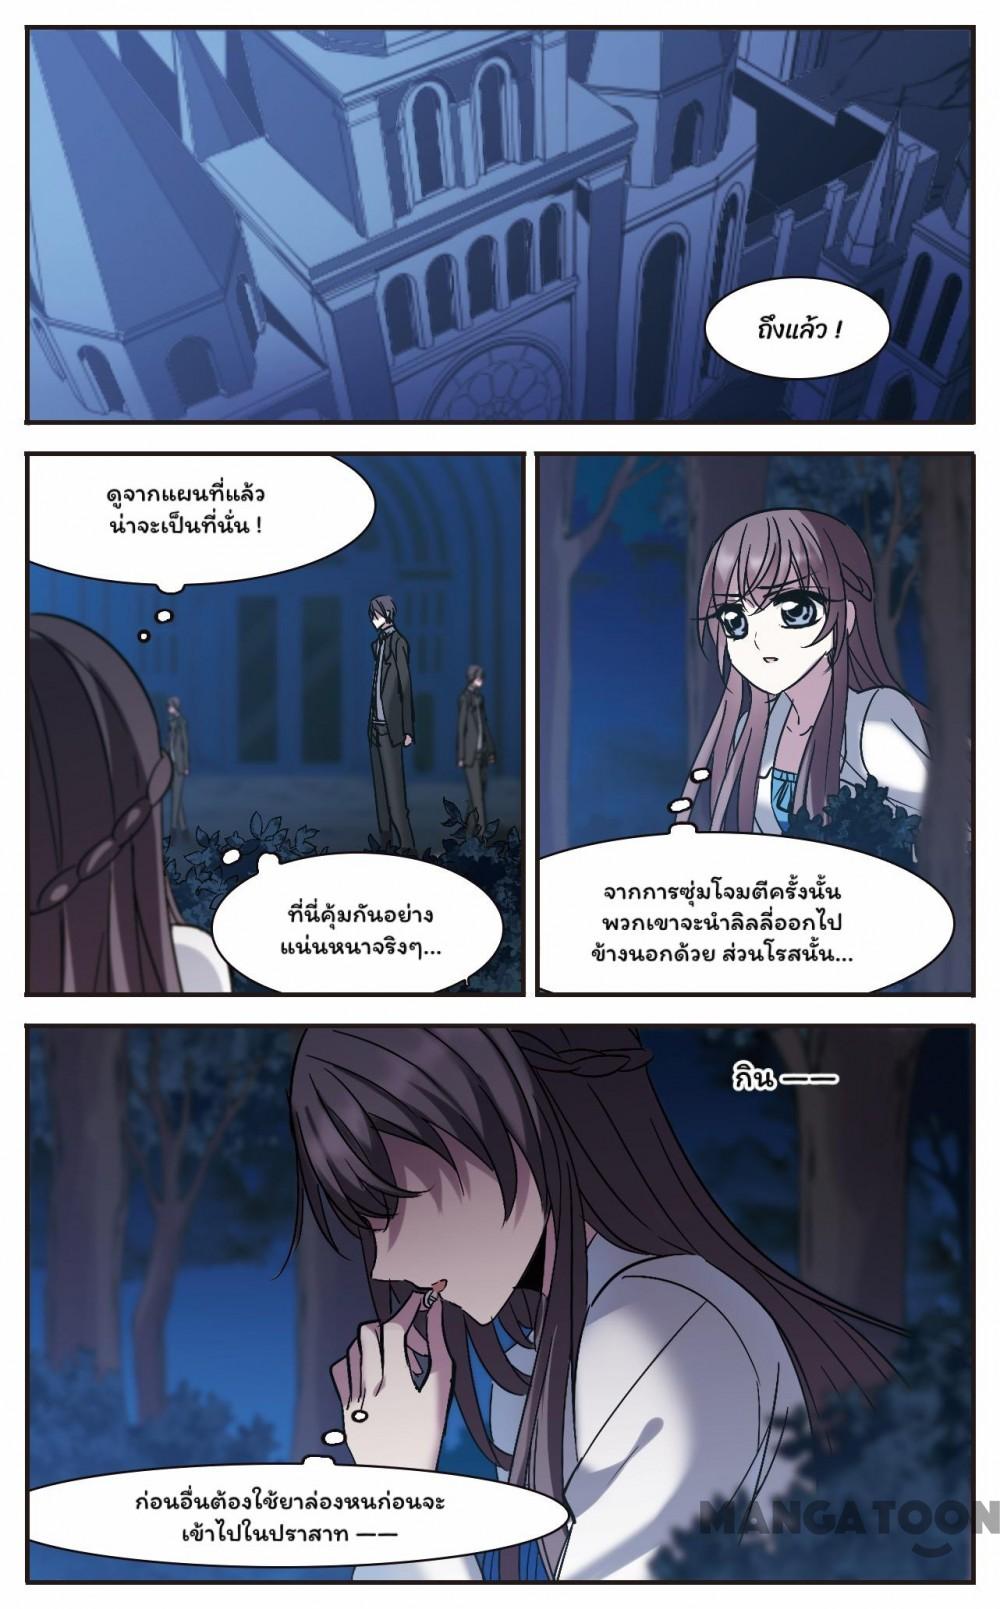 ถึงแล้ว !
ดูจากแผนที่แล้ว
น่าจะเป็นที่นั่น !
ที่นี่คุ้มกันอย่าง
แน่นหนาจริงๆ...
จากการซุ่มโจมตีครั้งนั้น
พวกเขาจะนำลิลลี่ออกไป
ข้างนอกด้วย ส่วนโรสนั้น...
กิน ——
ก่อนอื่นต้องใช้ยาล่องหนก่อนจะ
เข้าไปในปราสาท ——
MANGATOON